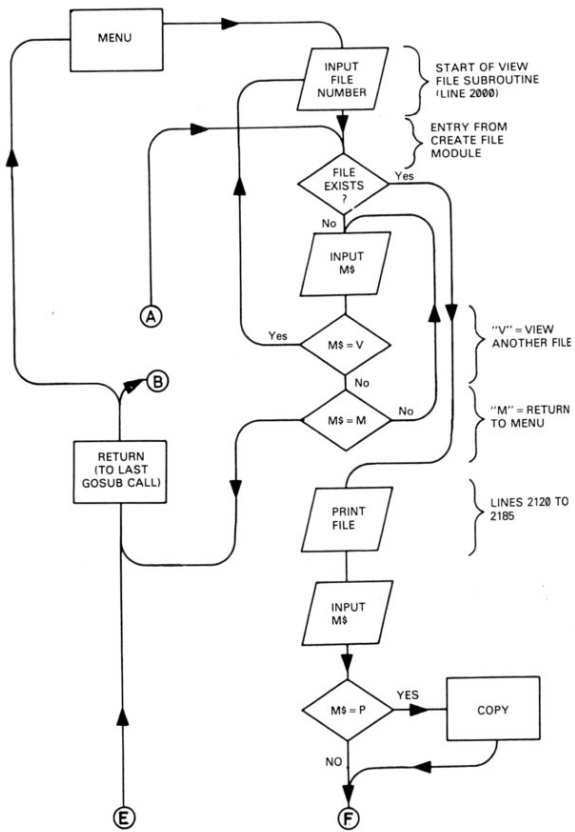 MENU
INPUT
FILE
NUMBER
START OF VIEW
FILE SUBROUTINE
(LINE 2000)
ENTRY FROM
CREATE FILE
MODULE
FILE
EXISTS
?
Yes
No
INPUT
M$
A
Yes
M$ = V
"V" = VIEW
ANOTHER FILE
No
B
M$ = M
No
"M" = RETURN
TO MENU
RETURN
(TO LAST
GOSUB CALL)
PRINT
FILE
LINES 2120 TO
2185
INPUT
M$
M$ = P
YES
COPY
NO
E
F